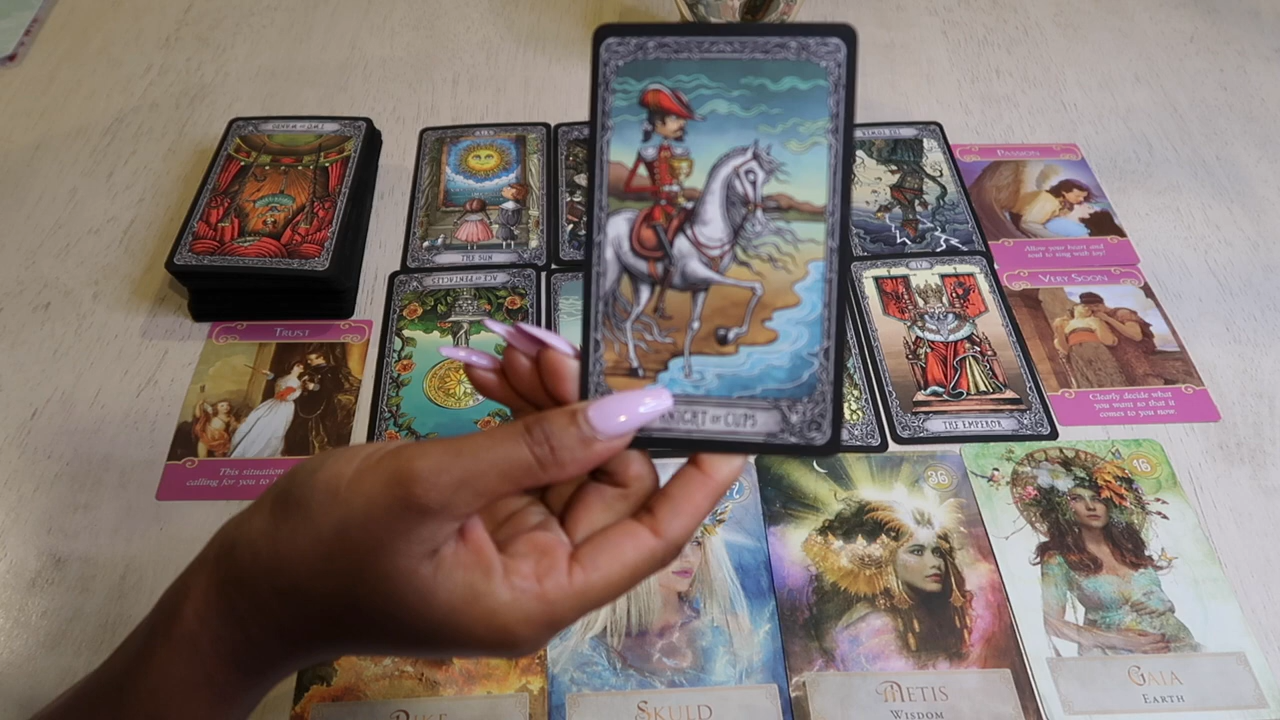 XIX
THE SUN
ACE OF PENTACLES
KNIGHT OF CUPS
IV
THE EMPEROR
PASSION
Allow your heart and
soul to sing with joy!
VERY SOON
Clearly decide what
you want so that it
comes to you now.
TRUST
This situation
calling for you to
SKULD
36
METIS
WISDOM
16
GAIA
EARTH